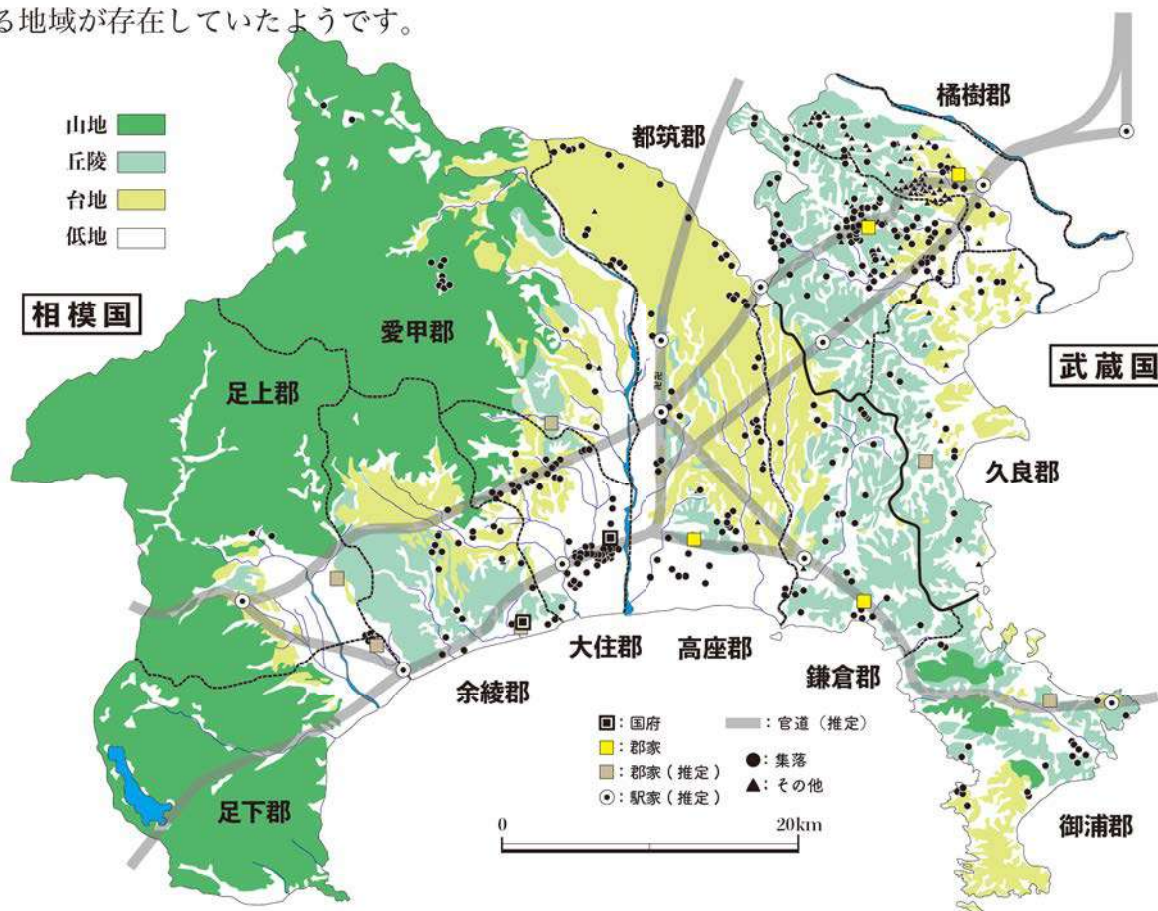 る地域が存在していたようです。
山地
丘陵
台地
低地
相模国
武蔵国
橘樹郡
都筑郡
愛甲郡
足上郡
久良郡
大住郡
高座郡
鎌倉郡
余綾郡
足下郡
御浦郡
卍卍
:国府
:郡家
:郡家(推定)
:駅家(推定)
:官道(推定)
:集落
:その他
0 20km